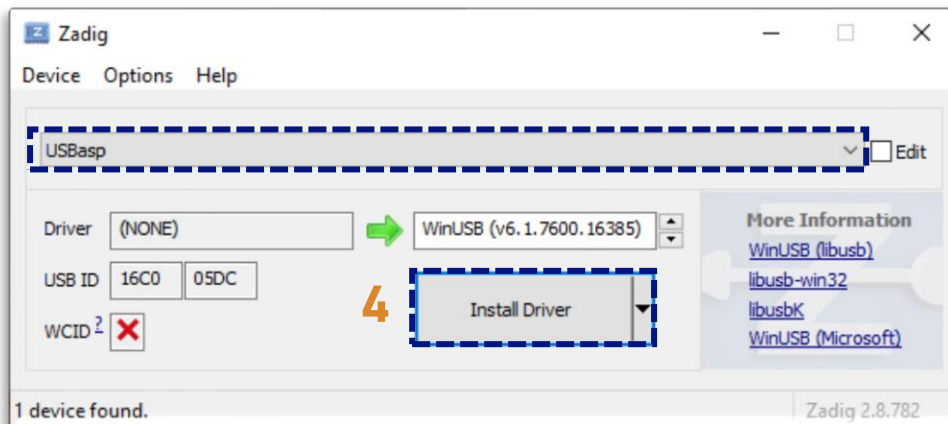 Zadig
Device Options Help
USBasp Edit
Driver (NONE) WinUSB (v6.1.7600.16385)
USB ID 16C0 05DC
WCID ?
4
Install Driver
More Information
WinUSB (libusb)
libusb-win32
libusbK
WinUSB (Microsoft)
1 device found. Zadig 2.8.782